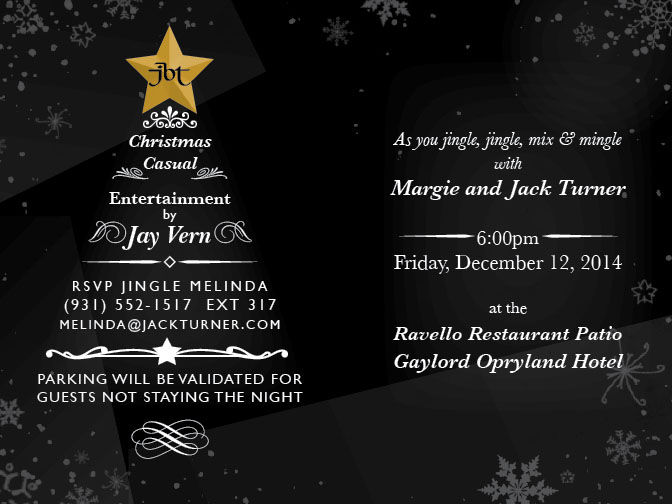 jbt
Christmas
Casual
Entertainment
by
Jay Vern
RSVP JINGLE MELINDA
(931) 552-1517 EXT 317
MELINDA@JACKTURNER.COM
PARKING WILL BE VALIDATED FOR
GUESTS NOT STAYING THE NIGHT
As you jingle, jingle, mix & mingle
with
Margie and Jack Turner
6:00pm
Friday, December 12, 2014
at the
Ravello Restaurant Patio
Gaylord Opryland Hotel